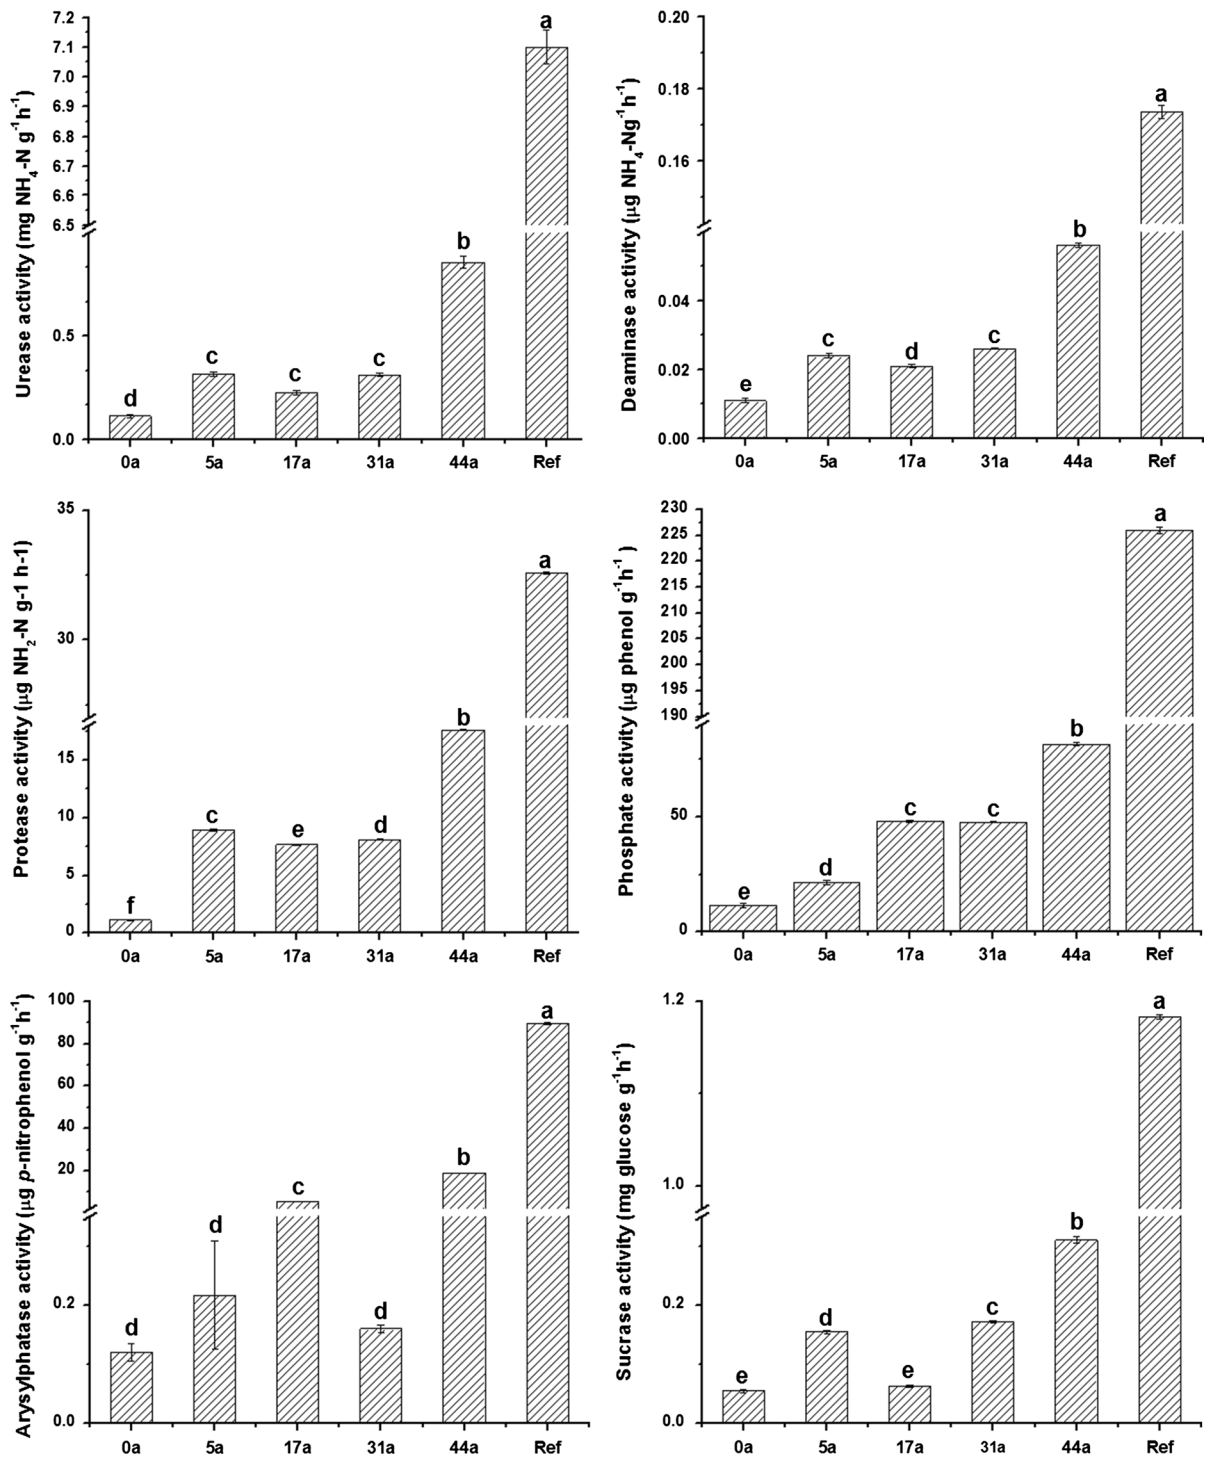 Urease activity (mg NH4-N g-1h-1)
7.2
7.1
7.0
6.9
6.8
6.7
6.6
6.5
0.5
0.0
d
c
c
c
b
a
0a 5a 17a 31a 44a Ref
Deaminase activity (μg NH4-Ng-1h-1)
0.20
0.18
0.16
0.04
0.02
0.00
e
c
d
c
b
a
0a 5a 17a 31a 44a Ref
Protease activity (μg NH2-N g-1 h-1)
35
30
15
10
5
0
f
c
e
d
b
a
0a 5a 17a 31a 44a Ref
Phosphate activity (μg phenol g-1h-1)
230
225
220
215
210
205
200
195
190
50
0
e
d
c
c
b
a
0a 5a 17a 31a 44a Ref
Arysylphatase activity (μg p-nitrophenol g-1h-1)
100
80
60
40
20
0.2
0.0
d
d
c
d
b
a
0a 5a 17a 31a 44a Ref
Sucrase activity (mg glucose g-1h-1)
1.2
1.0
0.2
0.0
e
d
e
c
b
a
0a 5a 17a 31a 44a Ref